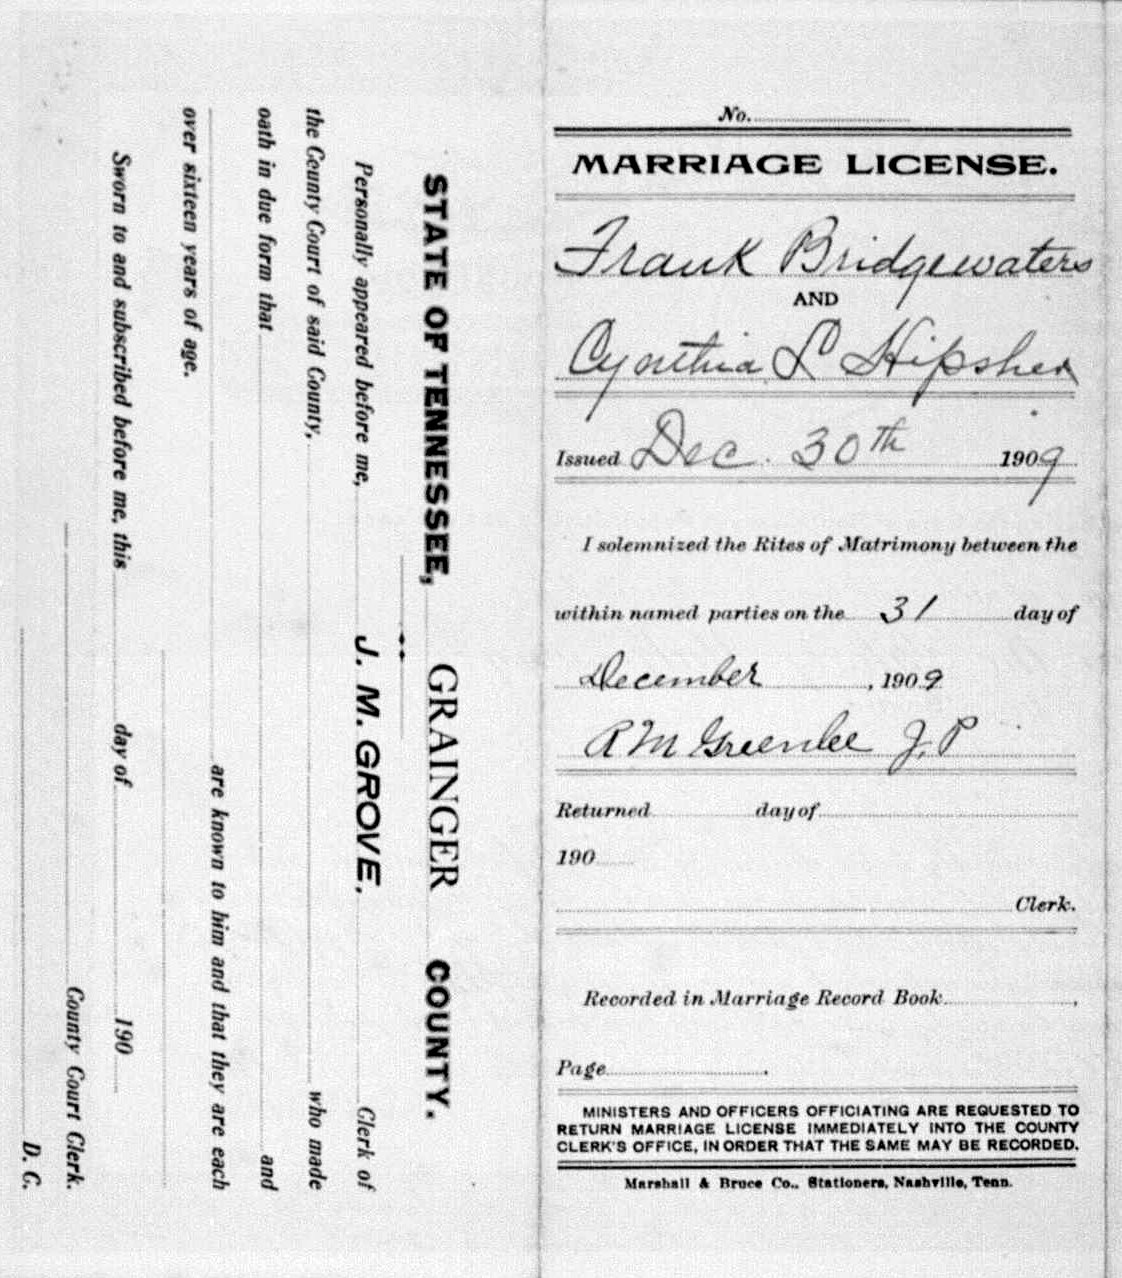 STATE OF TENNESSEE, GRAINGER COUNTY.
Personally appeared before me, J. M. GROVE, Clerk of
the County Court of said County, who made
oath in due form that and
are known to him and that they are each
over sixteen years of age.
Sworn to and subscribed before me, this day of 190
County Court Clerk.
D. C.
No.
MARRIAGE LICENSE.
Frank Bridgewaters
AND
Cynthia L Hipsher
Issued Dec. 30th 1909
I solemnized the Rites of Matrimony between the
within named parties on the 31 day of
December, 1909
R M Greenlee J. P
Returned day of
190
Clerk.
Recorded in Marriage Record Book ,
Page .
MINISTERS AND OFFICERS OFFICIATING ARE REQUESTED TO
RETURN MARRIAGE LICENSE IMMEDIATELY INTO THE COUNTY
CLERK'S OFFICE, IN ORDER THAT THE SAME MAY BE RECORDED.
Marshall & Bruce Co., Stationers, Nashville, Tenn.